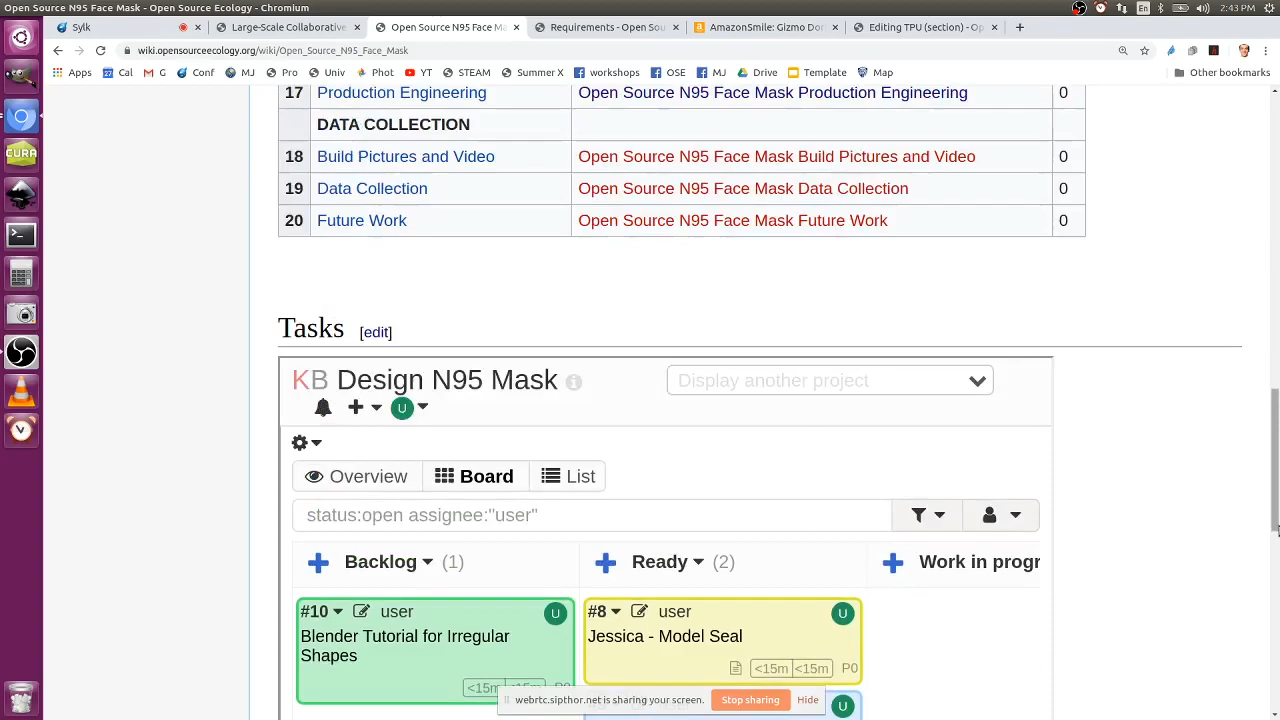 Open Source N95 Face Mask - Open Source Ecology - Chromium
En
2:43 PM
Sylk
Large-Scale Collaborative
Open Source N95 Face Mask
Requirements - Open Sou
AmazonSmile: Gizmo Dor
Editing TPU (section) - Op
wiki.opensourceecology.org/wiki/Open_Source_N95_Face_Mask
Apps
27
Cal
M G
Conf
MJ
Pro
Univ
Phot
YT
STEAM
Summer X
workshops
OSE
MJ
Drive
Template
Map
Other bookmarks
17 Production Engineering Open Source N95 Face Mask Production Engineering 0
DATA COLLECTION
18 Build Pictures and Video Open Source N95 Face Mask Build Pictures and Video 0
19 Data Collection Open Source N95 Face Mask Data Collection 0
20 Future Work Open Source N95 Face Mask Future Work 0
Tasks [edit]
KB Design N95 Mask
Display another project
U
Overview
Board
List
status:open assignee:"user"
Backlog (1)
Ready (2)
Work in progr
#10 user U
Blender Tutorial for Irregular
Shapes
#8 user U
Jessica - Model Seal
<15m <15m P0
webrtc.sipthor.net is sharing your screen.
Stop sharing
Hide
U
CURA